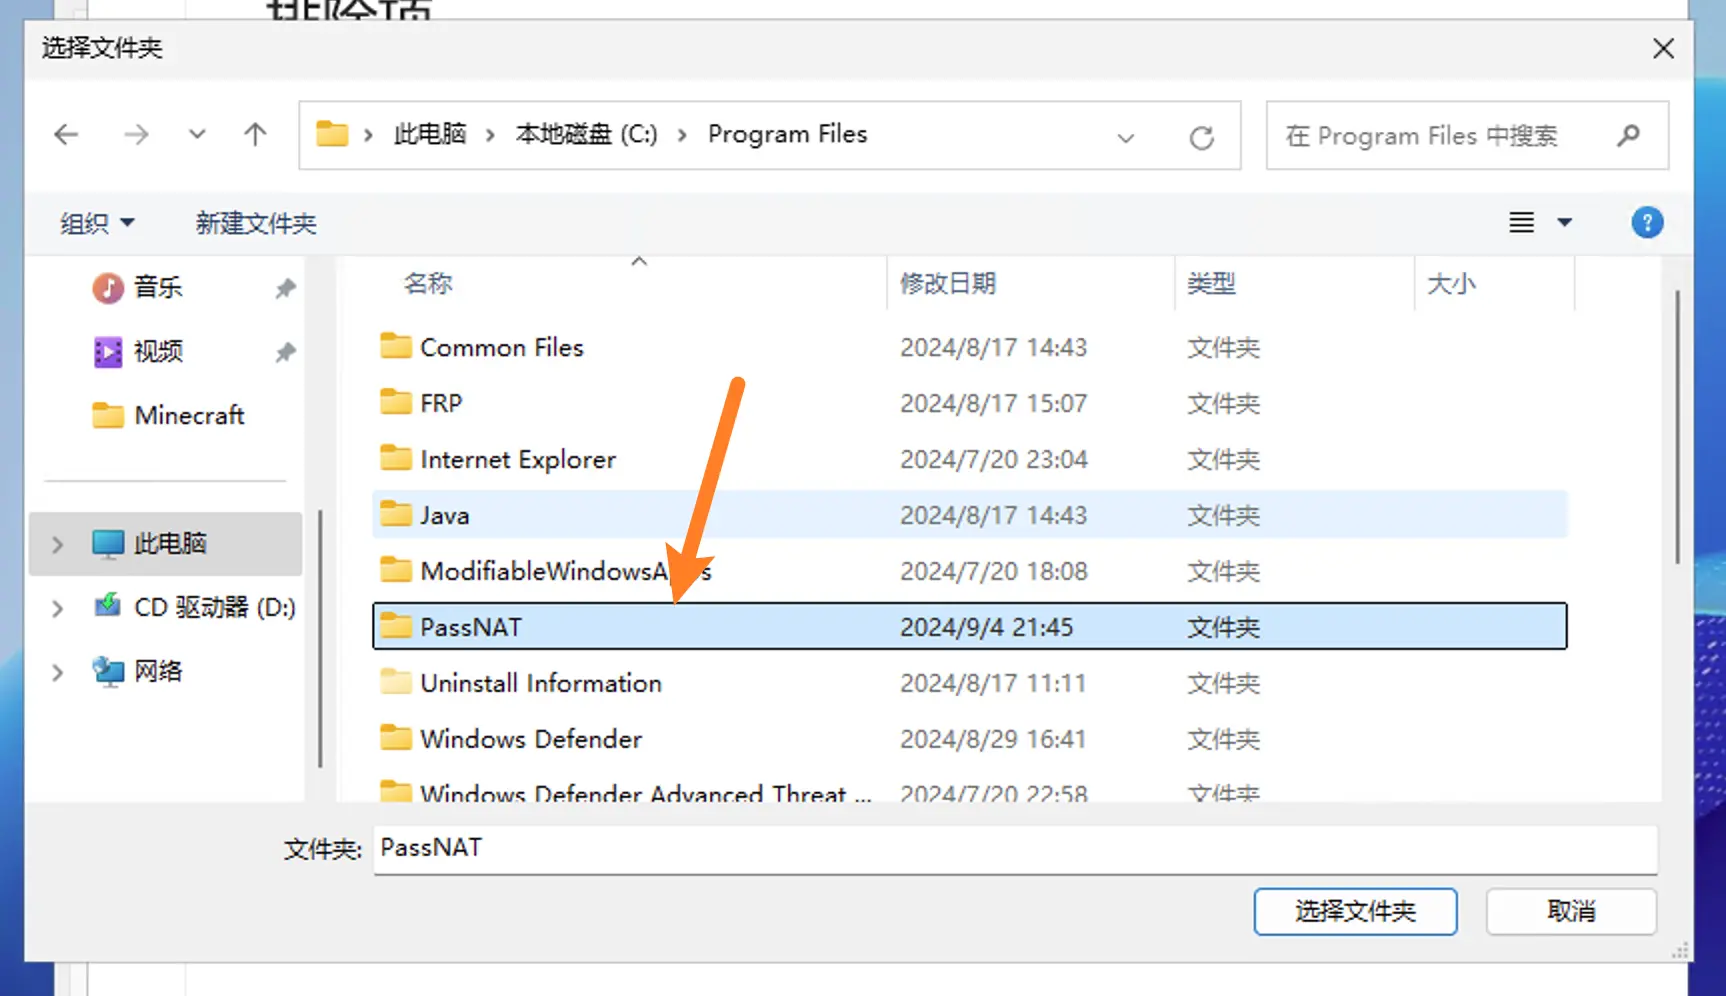 排除项
选择文件夹
此电脑 本地磁盘 (C:) Program Files
在 Program Files 中搜索
组织 新建文件夹
音乐
视频
Minecraft
此电脑
CD 驱动器 (D:)
网络
名称 修改日期 类型 大小
Common Files 2024/8/17 14:43 文件夹
FRP 2024/8/17 15:07 文件夹
Internet Explorer 2024/7/20 23:04 文件夹
Java 2024/8/17 14:43 文件夹
ModifiableWindowsApps 2024/7/20 18:08 文件夹
PassNAT 2024/9/4 21:45 文件夹
Uninstall Information 2024/8/17 11:11 文件夹
Windows Defender 2024/8/29 16:41 文件夹
Windows Defender Advanced Threat ... 2024/7/20 22:58 文件夹
文件夹: PassNAT
选择文件夹 取消